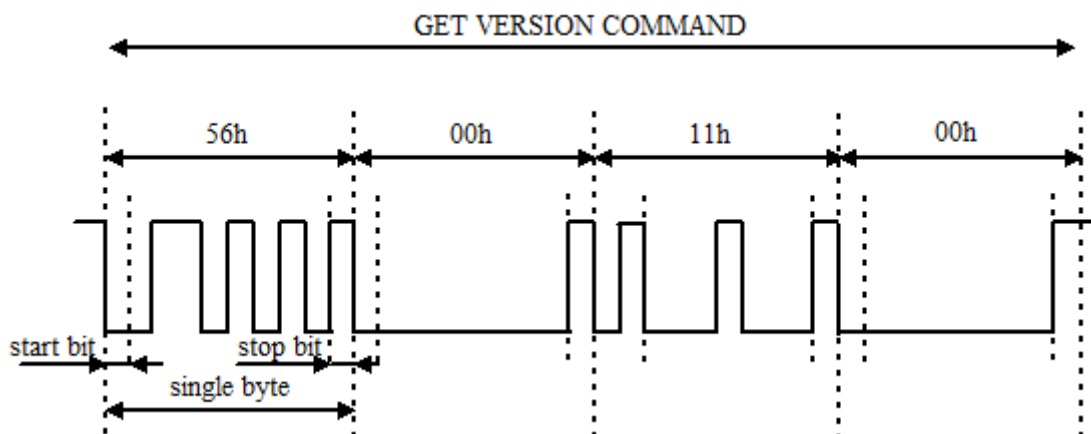 GET VERSION COMMAND
56h 00h 11h 00h
start bit stop bit
single byte